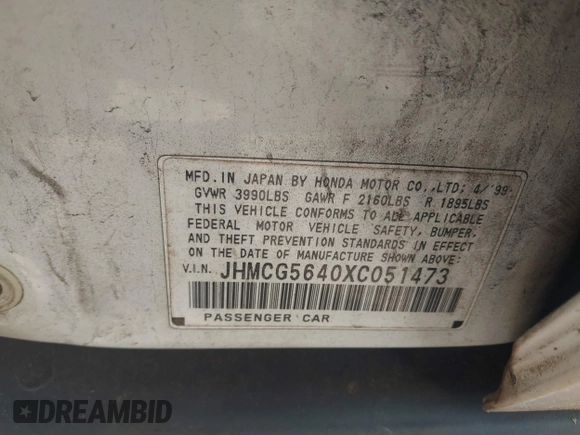 MFD. IN JAPAN BY HONDA MOTOR CO.,LTD; 4/'99
GVWR 3990LBS GAWR F 2160LBS R 1895LBS
THIS VEHICLE CONFORMS TO ALL APPLICABLE
FEDERAL MOTOR VEHICLE SAFETY, BUMPER,
AND THEFT PREVENTION STANDARDS IN EFFECT
ON THE DATE OF MANUFACTURE SHOWN ABOVE:
V.I.N. JHMCG5640XC051473
PASSENGER CAR
DREAMBID